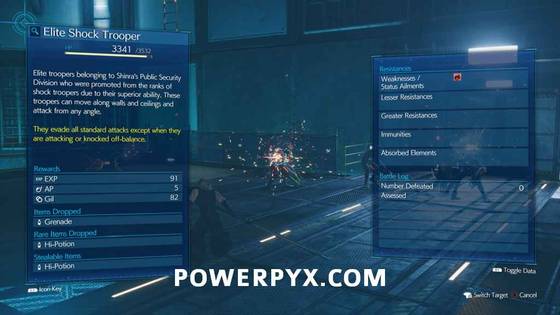 Elite Shock Trooper
HP 3341 /3532
Elite troopers belonging to Shinra's Public Security
Division who were promoted from the ranks of
shock troopers due to their superior ability. These
troopers can move along walls and ceilings and
attack from any angle.
They evade all standard attacks except when they
are attacking or knocked off-balance.
Rewards
EXP 91
AP 5
Gil 82
Items Dropped
Grenade
Rare Items Dropped
Hi-Potion
Stealable Items
Hi-Potion
Icon Key
Resistances
Weaknesses /
Status Ailments
Lesser Resistances
Greater Resistances
Immunities
Absorbed Elements
Battle Log
Number Defeated 0
Assessed
Toggle Data
Switch Target Cancel
POWERPYX.COM